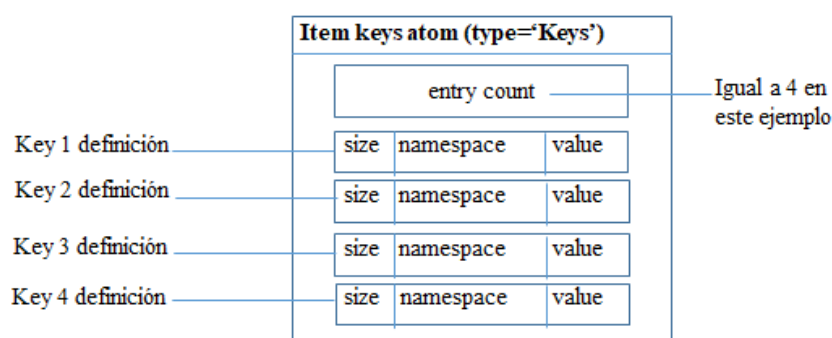 Item keys atom (type=‘Keys’)
entry count
Igual a 4 en
este ejemplo
Key 1 definición
size namespace value
Key 2 definición
size namespace value
Key 3 definición
size namespace value
Key 4 definición
size namespace value